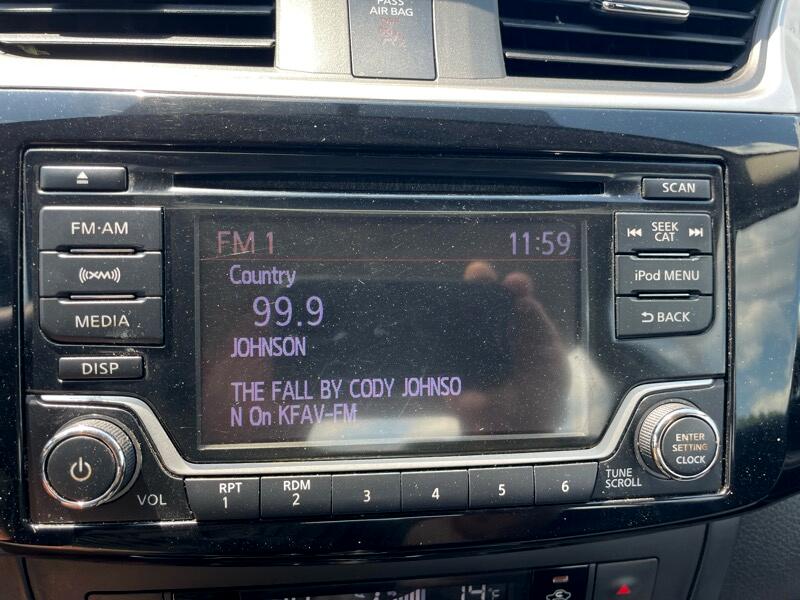 PASS
AIR BAG
SCAN
FM·AM
SEEK
CAT
FM 1 11:59
Country
((XM))
iPod MENU
99.9
MEDIA
BACK
JOHNSON
DISP
THE FALL BY CODY JOHNSO
N On KFAV-FM
ENTER
SETTING
CLOCK
VOL
RPT
1
RDM
2
3
4
5
6
TUNE
SCROLL